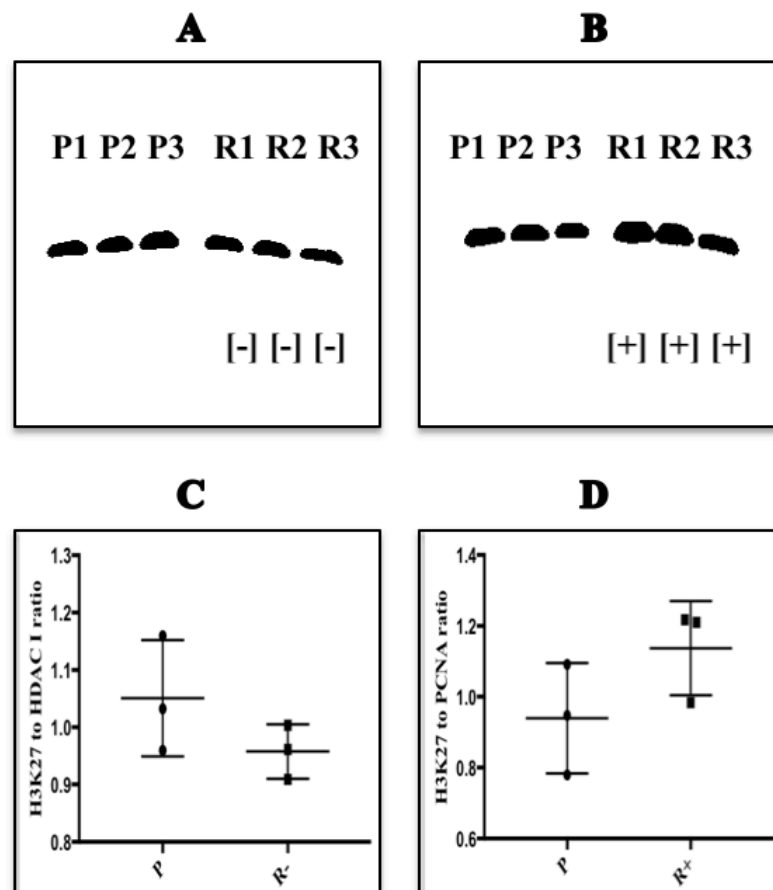 A
P1 P2 P3 R1 R2 R3
[-] [-] [-]
B
P1 P2 P3 R1 R2 R3
[+] [+] [+]
C
H3K27 to HDAC I ratio
1.3
1.2
1.1
1.0
0.9
0.8
P
R-
D
H3K27 to PCNA ratio
1.4
1.2
1.0
0.8
0.6
P
R+